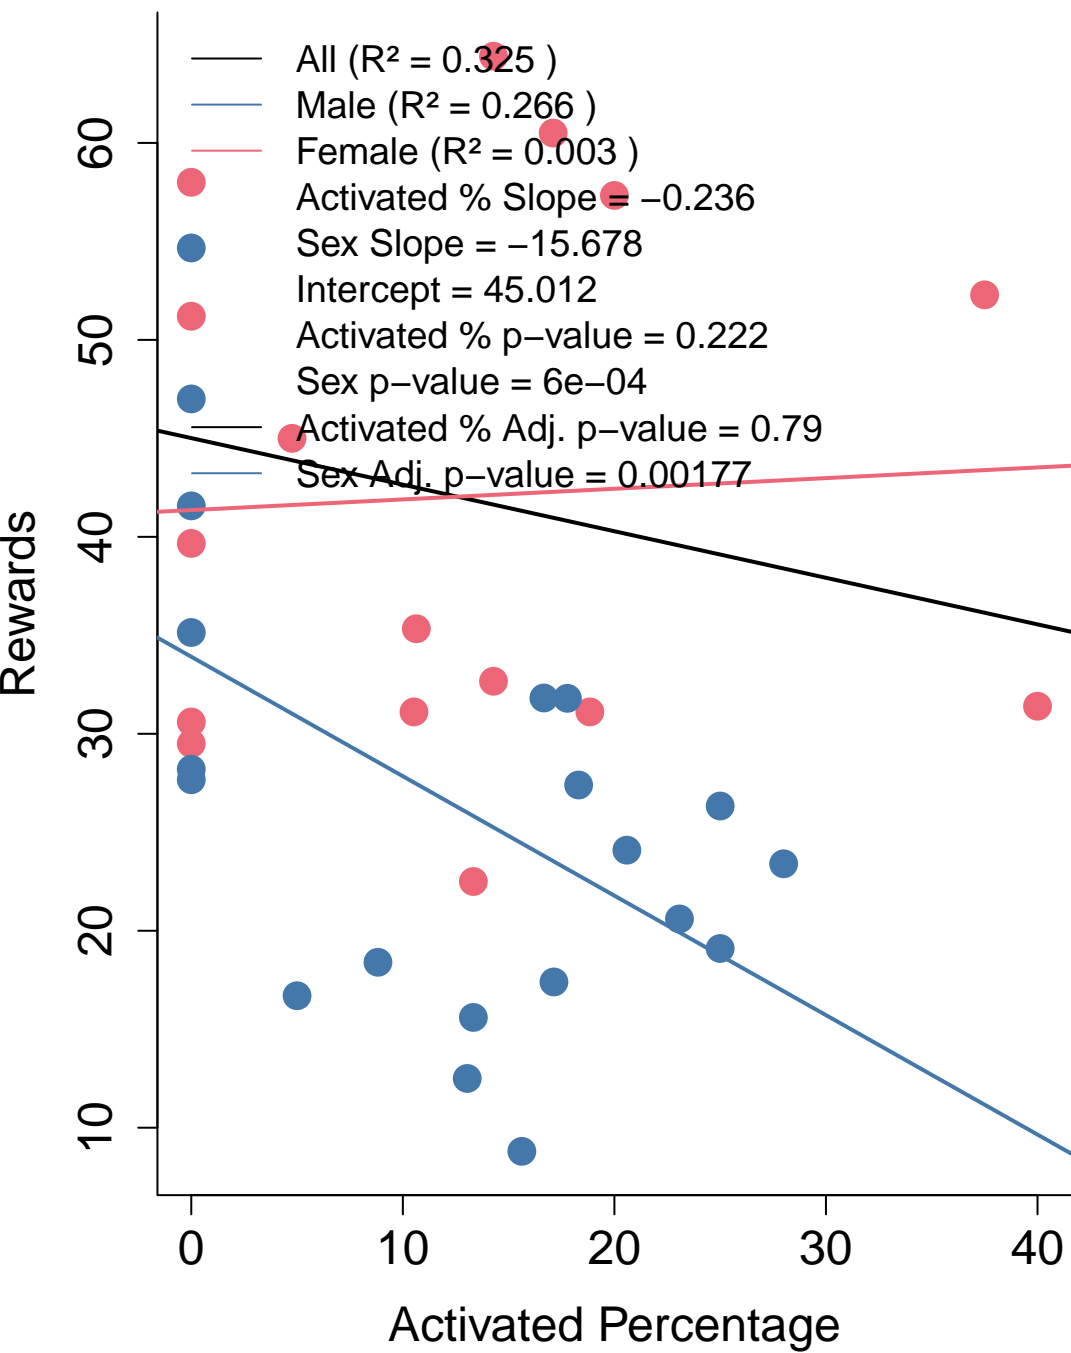 All (R² = 0.325 )
Male (R² = 0.266 )
Female (R² = 0.003 )
Activated % Slope = −0.236
Sex Slope = −15.678
Intercept = 45.012
Activated % p−value = 0.222
Sex p−value = 6e−04
Activated % Adj. p−value = 0.79
Sex Adj. p−value = 0.00177
60
50
40
30
20
10
Rewards
0 10 20 30 40
Activated Percentage